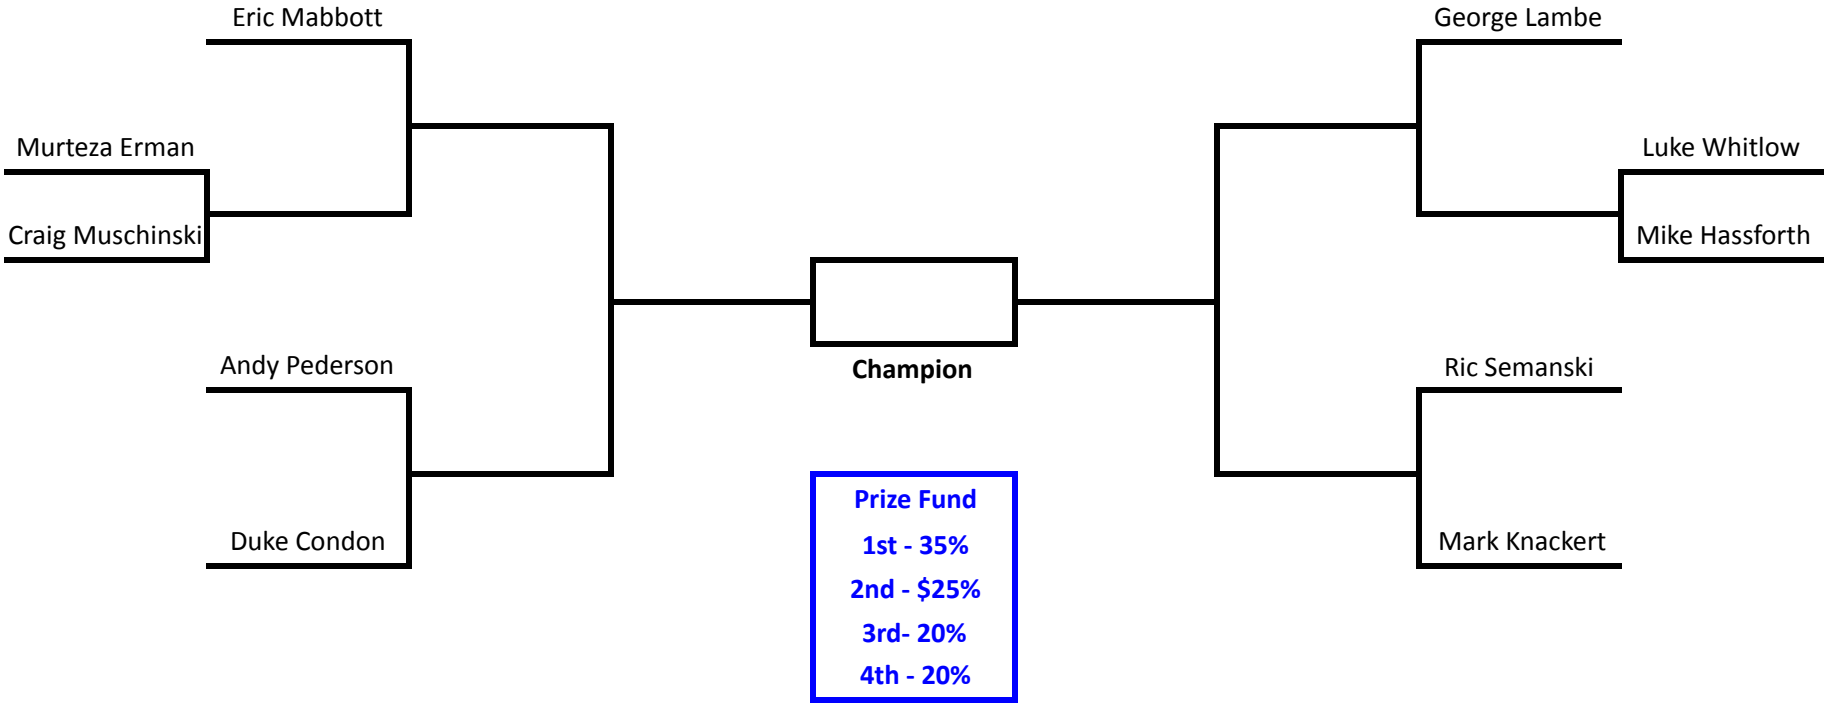 Eric Mabbott
George Lambe
Murteza Erman
Luke Whitlow
Craig Muschinski
Mike Hassforth
Andy Pederson
Champion
Ric Semanski
Duke Condon
Mark Knackert
Prize Fund
1st - 35%
2nd - $25%
3rd- 20%
4th - 20%